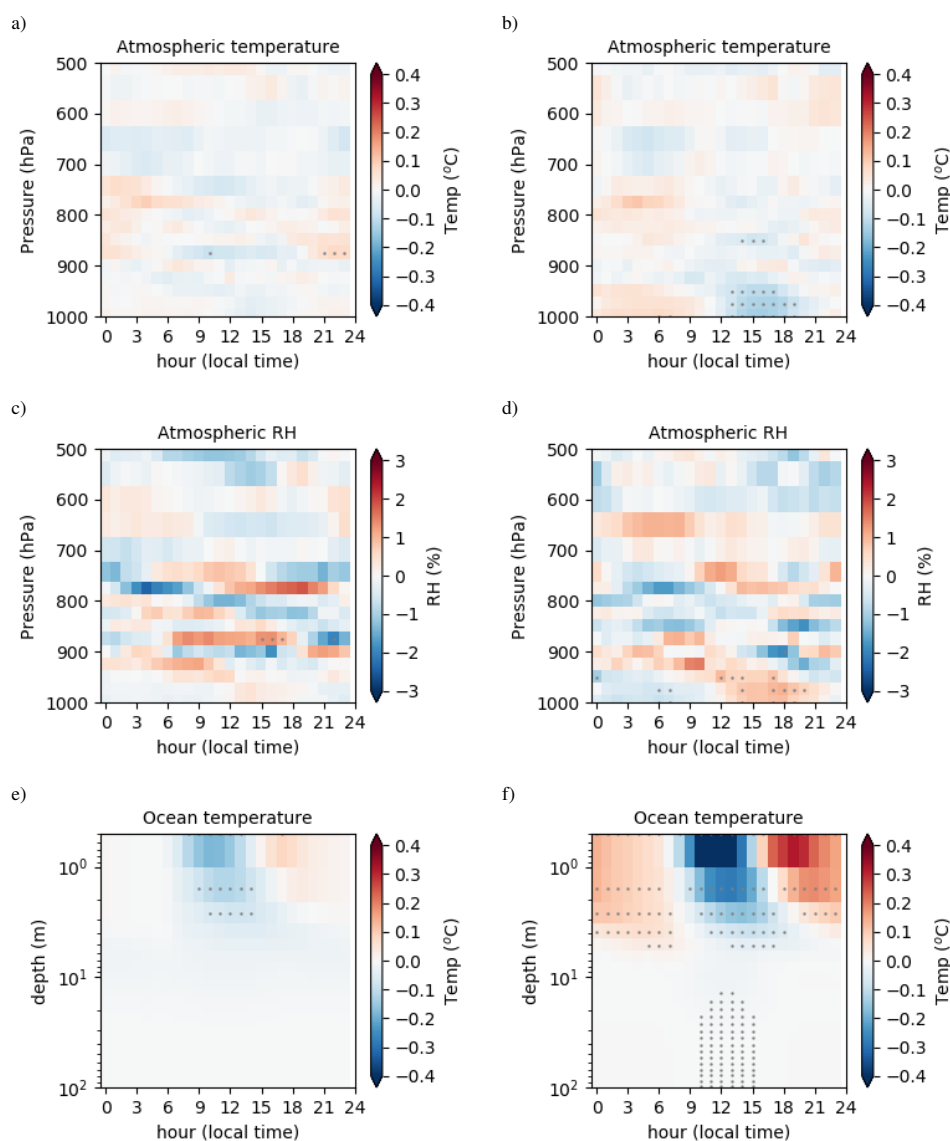 a)
Atmospheric temperature
500
600
700
800
900
1000
Pressure (hPa)
0 3 6 9 12 15 18 21 24
hour (local time)
0.4
0.3
0.2
0.1
0.0
−0.1
−0.2
−0.3
−0.4
Temp (°C)
b)
Atmospheric temperature
500
600
700
800
900
1000
Pressure (hPa)
0 3 6 9 12 15 18 21 24
hour (local time)
0.4
0.3
0.2
0.1
0.0
−0.1
−0.2
−0.3
−0.4
Temp (°C)
c)
Atmospheric RH
500
600
700
800
900
1000
Pressure (hPa)
0 3 6 9 12 15 18 21 24
hour (local time)
3
2
1
0
−1
−2
−3
RH (%)
d)
Atmospheric RH
500
600
700
800
900
1000
Pressure (hPa)
0 3 6 9 12 15 18 21 24
hour (local time)
3
2
1
0
−1
−2
−3
RH (%)
e)
Ocean temperature
10⁰
10¹
10²
depth (m)
0 3 6 9 12 15 18 21 24
hour (local time)
0.4
0.3
0.2
0.1
0.0
−0.1
−0.2
−0.3
−0.4
Temp (°C)
f)
Ocean temperature
10⁰
10¹
10²
depth (m)
0 3 6 9 12 15 18 21 24
hour (local time)
0.4
0.3
0.2
0.1
0.0
−0.1
−0.2
−0.3
−0.4
Temp (°C)